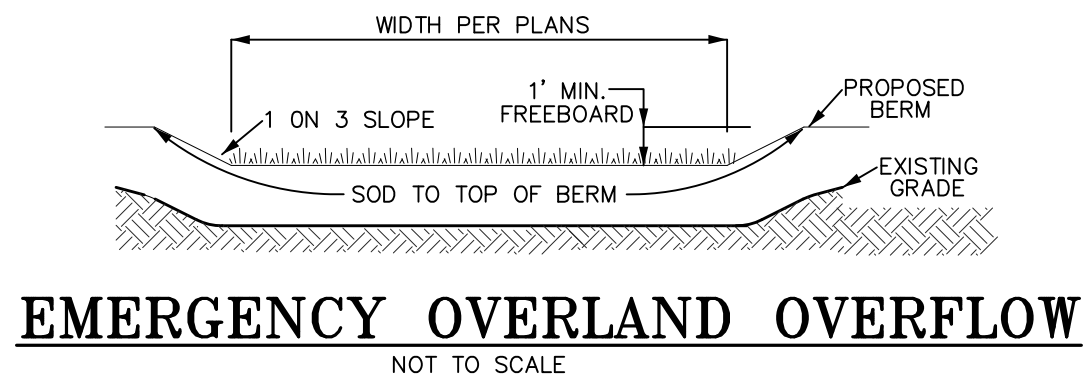 WIDTH PER PLANS
1' MIN.
FREEBOARD
PROPOSED
BERM
1 ON 3 SLOPE
EXISTING
GRADE
SOD TO TOP OF BERM
EMERGENCY OVERLAND OVERFLOW
NOT TO SCALE